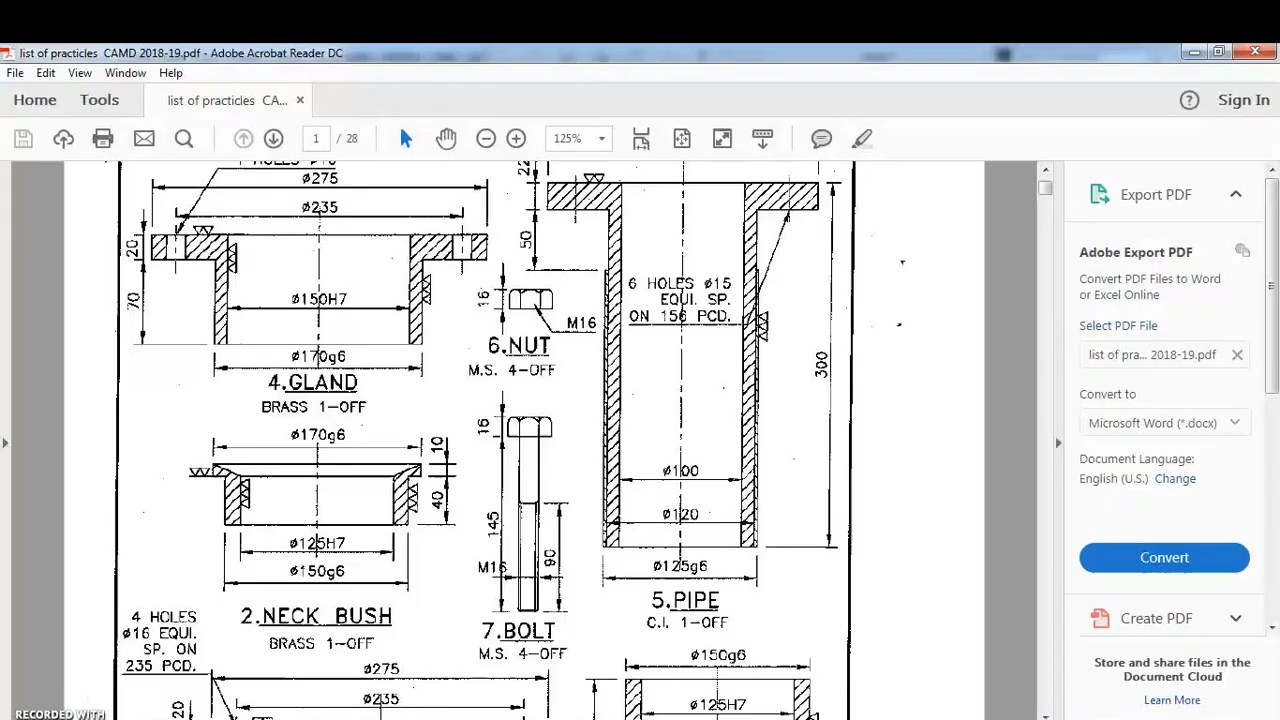 list of practicles CAMD 2018-19.pdf - Adobe Acrobat Reader DC
File Edit View Window Help
Home Tools list of practicles CA... × Sign In
1 / 28 125%
ø275
ø235
20
70
ø150H7
ø170g6
4.GLAND
BRASS 1-OFF
16
M16
6.NUT
M.S. 4-OFF
22
50
6 HOLES ø15
EQUI. SP.
ON 156 PCD.
300
ø100
ø120
ø125g6
5.PIPE
C.I. 1-OFF
ø170g6
10
40
ø125H7
ø150g6
2.NECK BUSH
BRASS 1-OFF
16
145
90
M16
7.BOLT
M.S. 4-OFF
4 HOLES
ø16 EQUI.
SP. ON
235 PCD.
ø275
ø235
20
ø150g6
ø125H7
Export PDF
Adobe Export PDF
Convert PDF Files to Word
or Excel Online
Select PDF File
list of pra... 2018-19.pdf
Convert to
Microsoft Word (*.docx)
Document Language:
English (U.S.) Change
Convert
Create PDF
Store and share files in the
Document Cloud
Learn More
RECORDED WITH